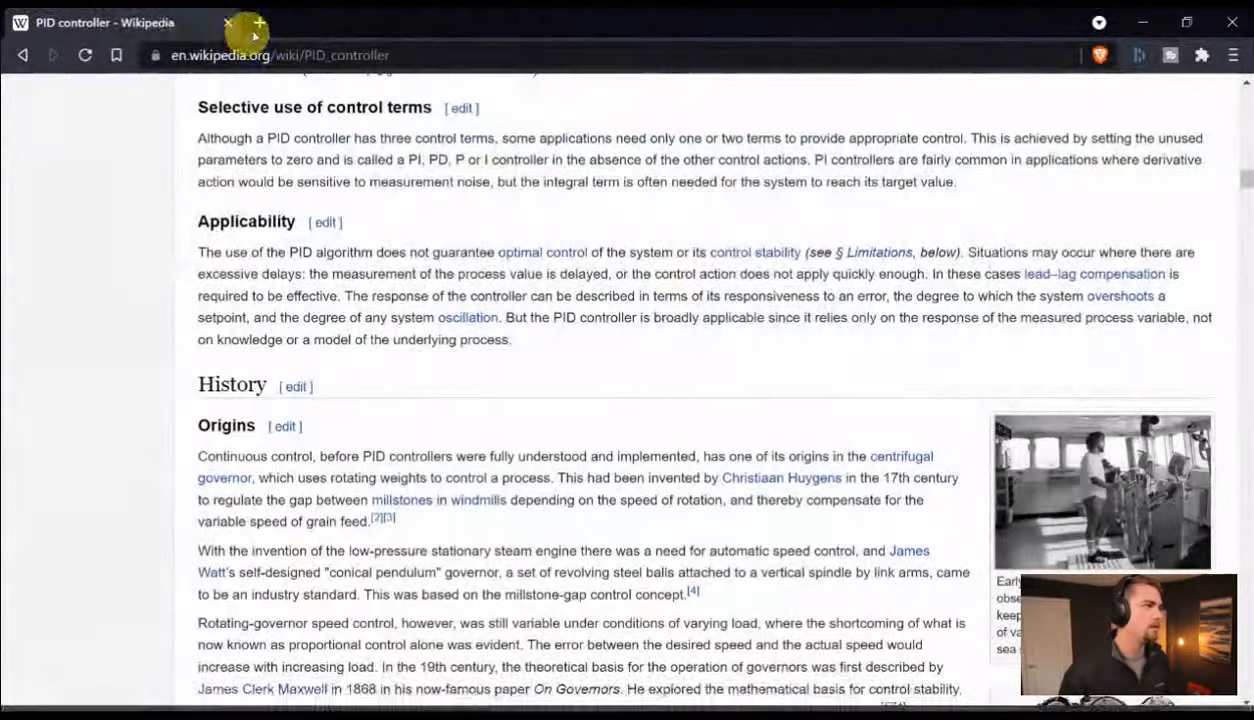 PID controller - Wikipedia
en.wikipedia.org/wiki/PID_controller
Selective use of control terms [ edit ]
Although a PID controller has three control terms, some applications need only one or two terms to provide appropriate control. This is achieved by setting the unused
parameters to zero and is called a PI, PD, P or I controller in the absence of the other control actions. PI controllers are fairly common in applications where derivative
action would be sensitive to measurement noise, but the integral term is often needed for the system to reach its target value.
Applicability [ edit ]
The use of the PID algorithm does not guarantee optimal control of the system or its control stability (see § Limitations, below). Situations may occur where there are
excessive delays: the measurement of the process value is delayed, or the control action does not apply quickly enough. In these cases lead–lag compensation is
required to be effective. The response of the controller can be described in terms of its responsiveness to an error, the degree to which the system overshoots a
setpoint, and the degree of any system oscillation. But the PID controller is broadly applicable since it relies only on the response of the measured process variable, not
on knowledge or a model of the underlying process.
History [ edit ]
Origins [ edit ]
Continuous control, before PID controllers were fully understood and implemented, has one of its origins in the centrifugal
governor, which uses rotating weights to control a process. This had been invented by Christiaan Huygens in the 17th century
to regulate the gap between millstones in windmills depending on the speed of rotation, and thereby compensate for the
variable speed of grain feed.[2][3]
With the invention of the low-pressure stationary steam engine there was a need for automatic speed control, and James
Watt's self-designed "conical pendulum" governor, a set of revolving steel balls attached to a vertical spindle by link arms, came
to be an industry standard. This was based on the millstone-gap control concept.[4]
Rotating-governor speed control, however, was still variable under conditions of varying load, where the shortcoming of what is
now known as proportional control alone was evident. The error between the desired speed and the actual speed would
increase with increasing load. In the 19th century, the theoretical basis for the operation of governors was first described by
James Clerk Maxwell in 1868 in his now-famous paper On Governors. He explored the mathematical basis for control stability,
Early
obse
keep
of va
sea